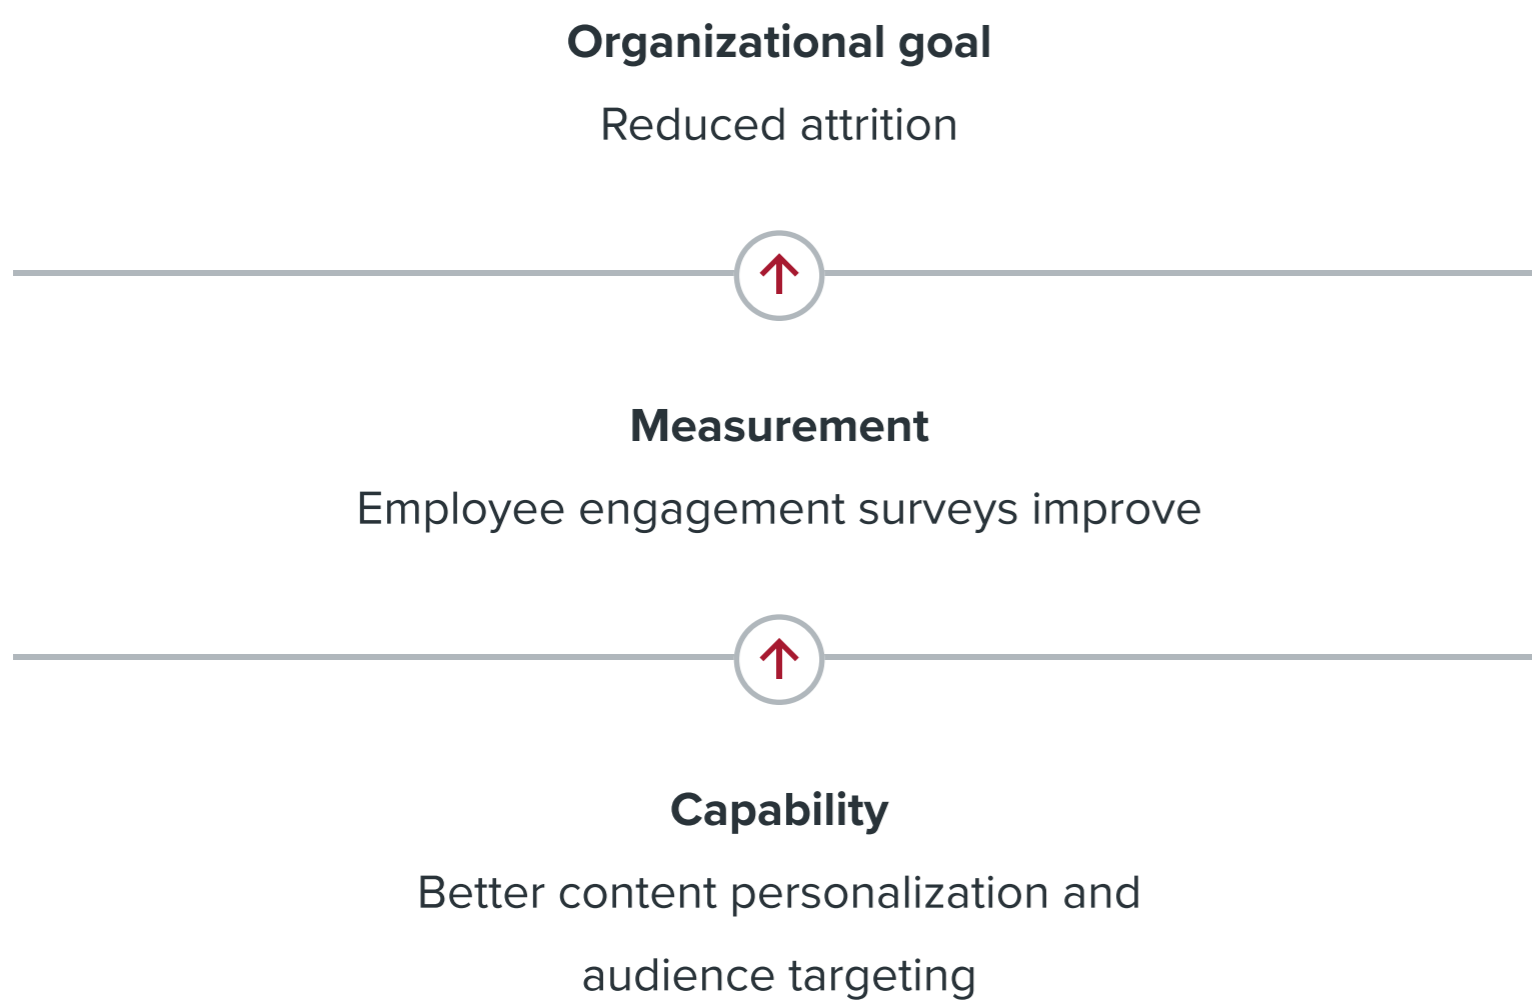 Organizational goal
Reduced attrition
Measurement
Employee engagement surveys improve
Capability
Better content personalization and
audience targeting